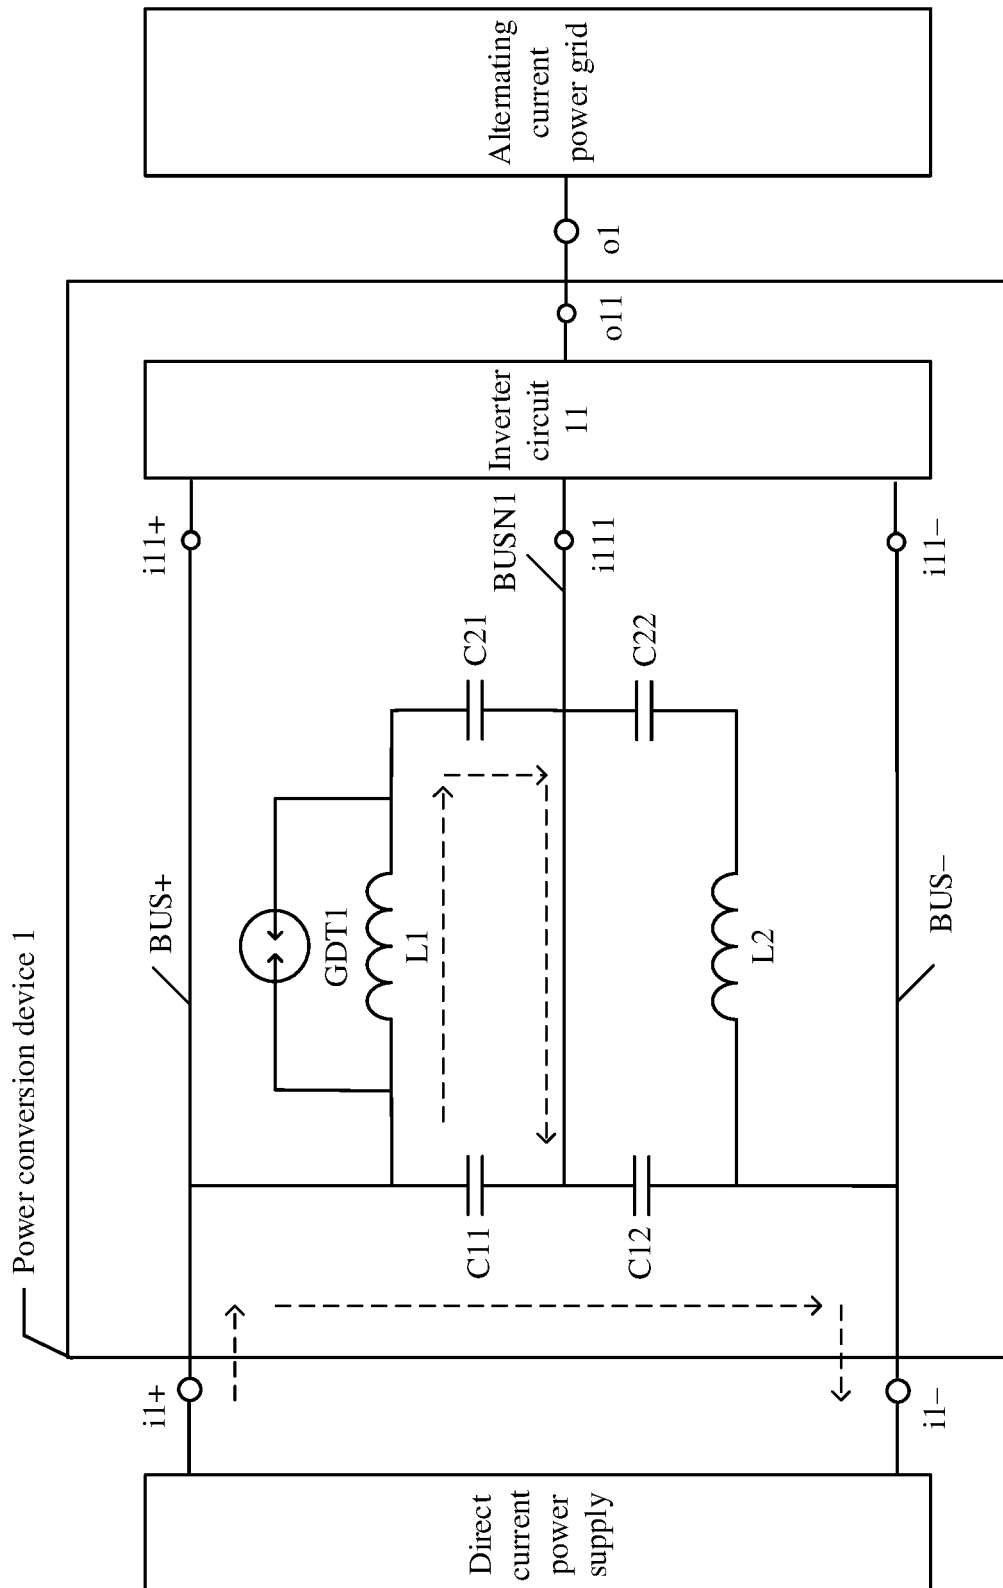 Power conversion device 1
Direct
current
power
supply
i1+
i1−
BUS+
GDT1
L1
C11
C21
BUSN1
C12
C22
L2
BUS−
i11+
i111
i11−
Inverter
circuit
11
o11
o1
Alternating
current
power grid